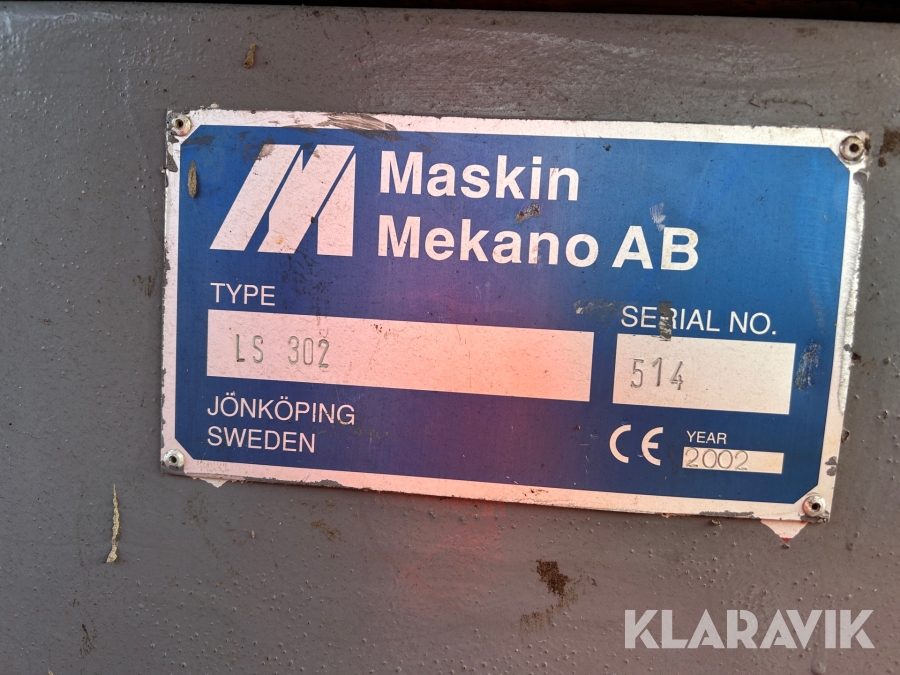 Maskin
Mekano AB
TYPE
LS 302
SERIAL NO.
514
JÖNKÖPING
SWEDEN
CE
YEAR
2002
KLARAVIK